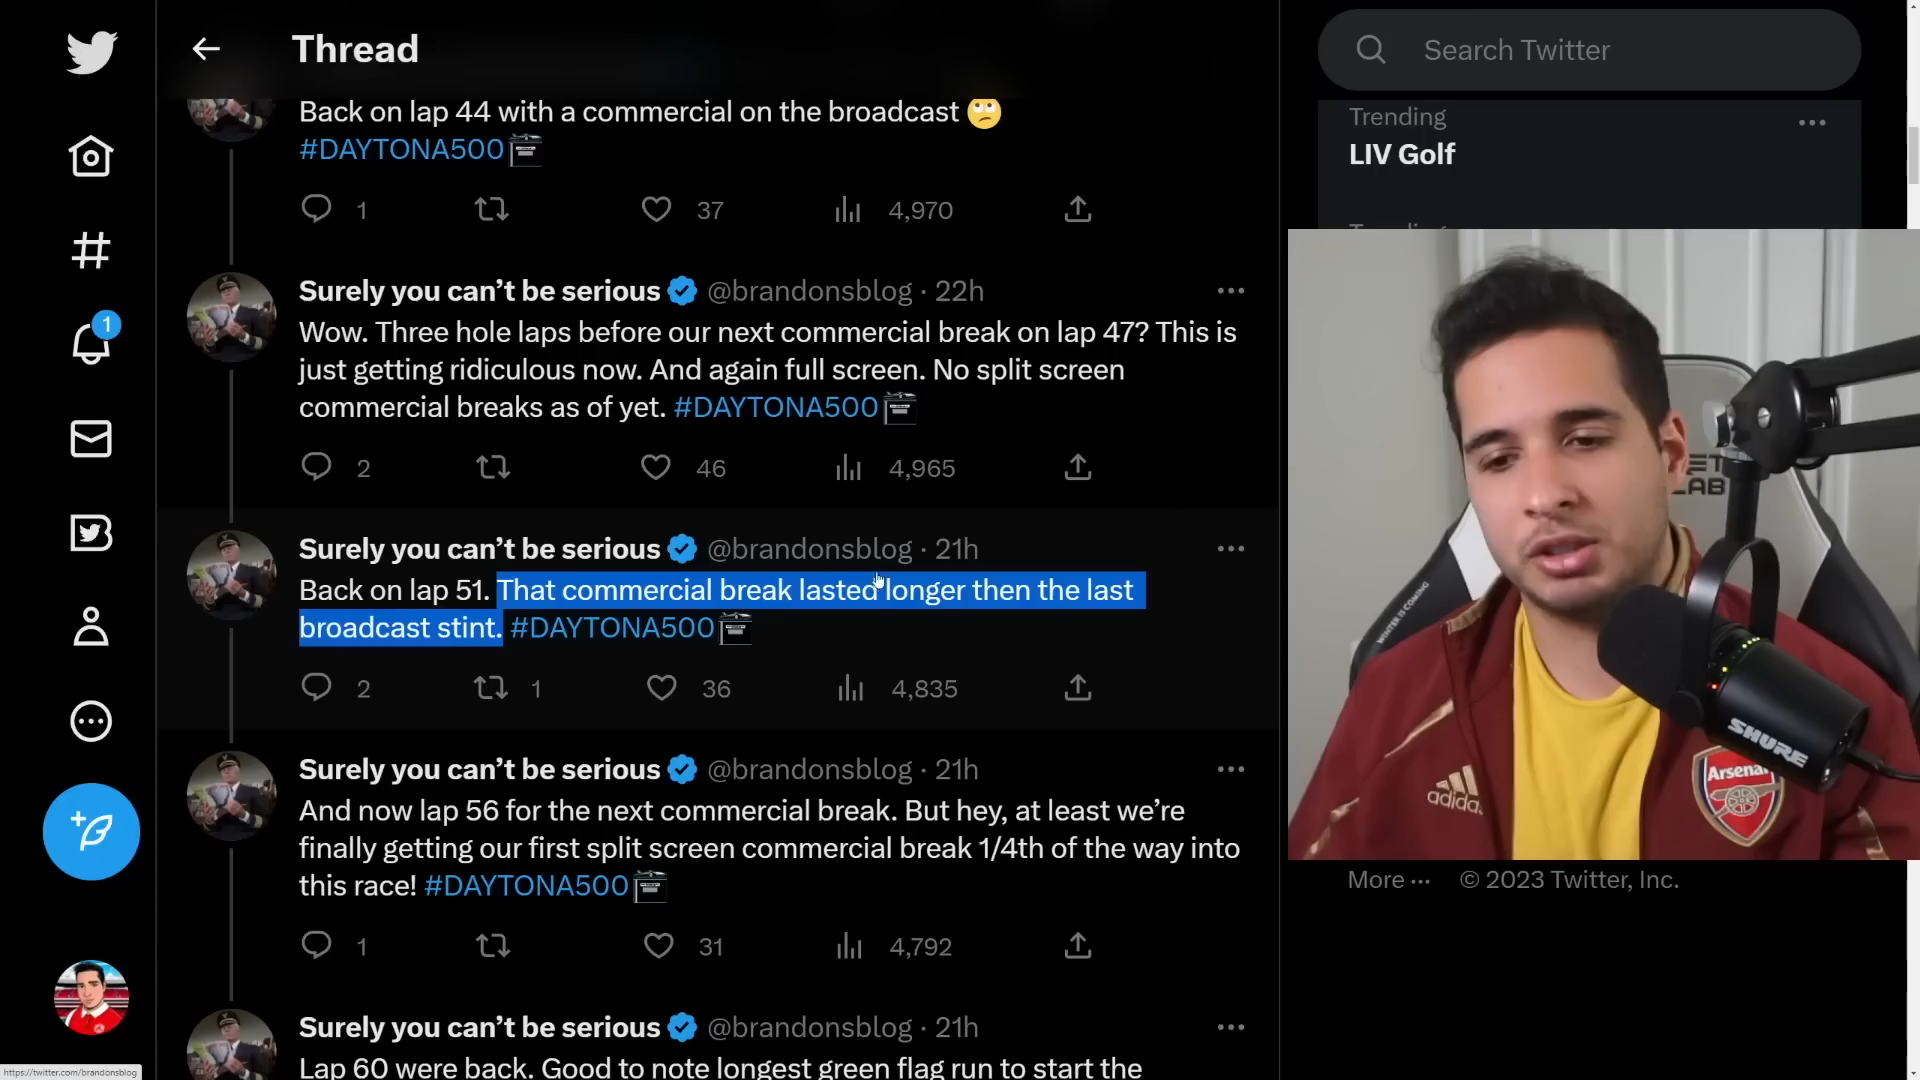 Thread
Search Twitter
Back on lap 44 with a commercial on the broadcast 🙄
#DAYTONA500
1 37 4,970
Trending
LIV Golf
Surely you can’t be serious @brandonsblog · 22h
Wow. Three hole laps before our next commercial break on lap 47? This is
just getting ridiculous now. And again full screen. No split screen
commercial breaks as of yet. #DAYTONA500
2 46 4,965
1
Surely you can’t be serious @brandonsblog · 21h
Back on lap 51. That commercial break lasted longer then the last
broadcast stint. #DAYTONA500
2 1 36 4,835
Surely you can’t be serious @brandonsblog · 21h
And now lap 56 for the next commercial break. But hey, at least we’re
finally getting our first split screen commercial break 1/4th of the way into
this race! #DAYTONA500
1 31 4,792
Surely you can’t be serious @brandonsblog · 21h
Lap 60 were back. Good to note longest green flag run to start the
https://twitter.com/brandonsblog
WINTER IS COMING
LAB
SHURE
adidas
Arsenal
More ··· © 2023 Twitter, Inc.